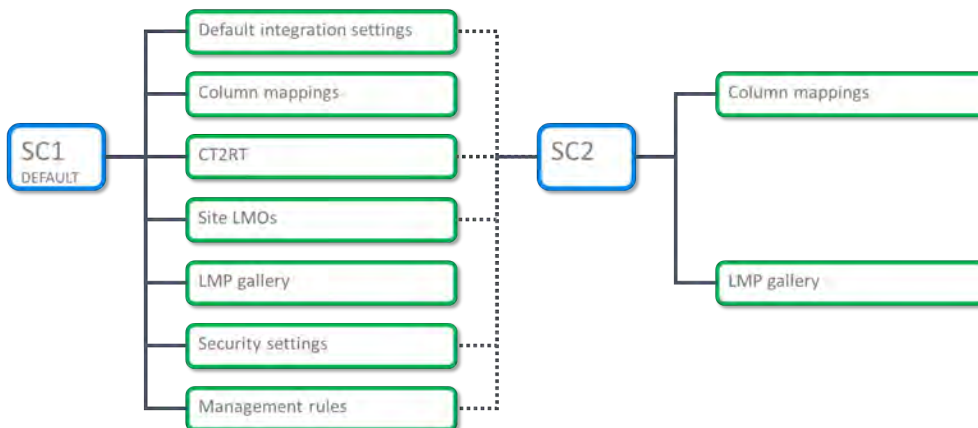 SC1
DEFAULT
Default integration settings
Column mappings
CT2RT
Site LMOs
LMP gallery
Security settings
Management rules
SC2
Column mappings
LMP gallery